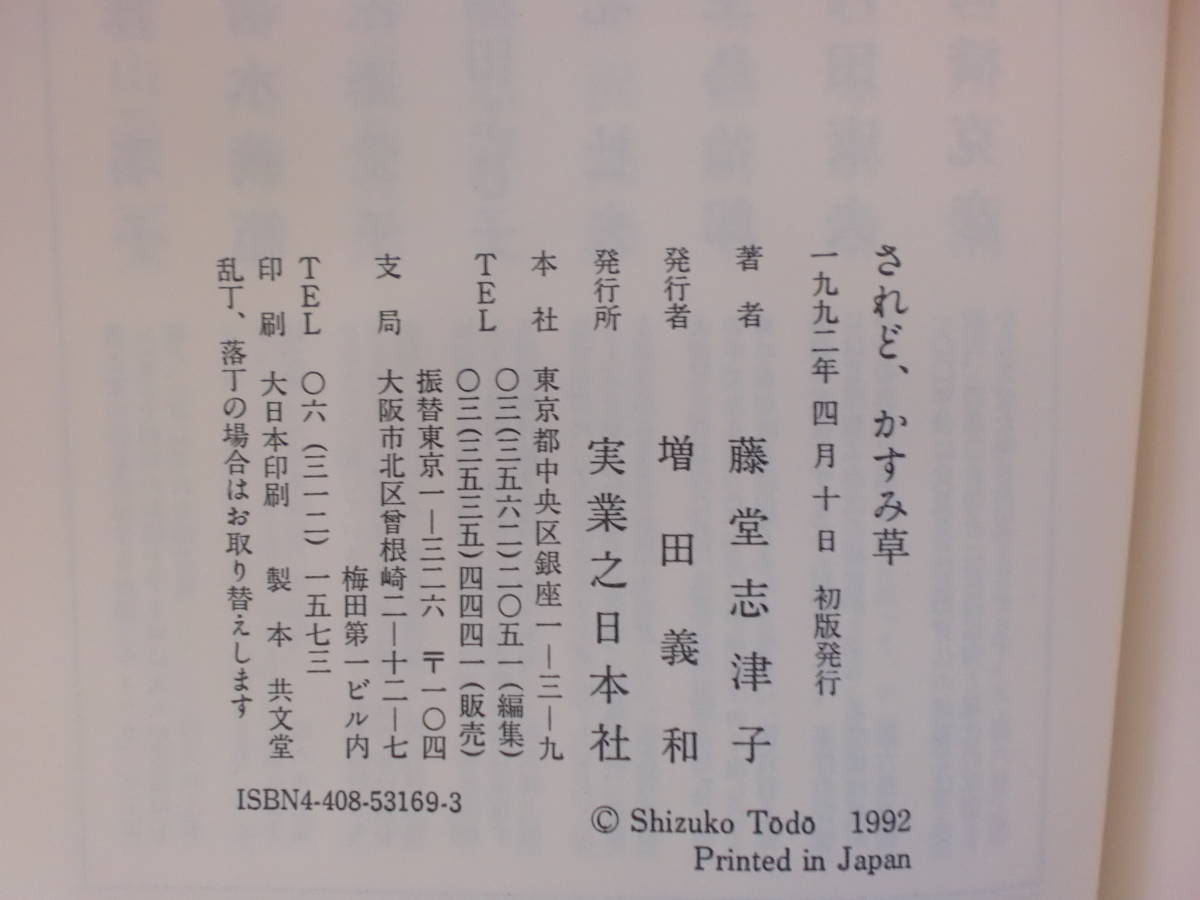 されど、かすみ草
一九九二年四月十日　初版発行
著　者　藤堂志津子
発行者　増田義和
発行所　実業之日本社
本　社　東京都中央区銀座一―三―九
TEL　〇三(三五六二)二〇五一(編集)
〇三(三五三五)四四四一(販売)
振替東京一―三二六　〒一〇四
支　局　大阪市北区曾根崎二―十二―七
梅田第一ビル内
TEL　〇六(三一二)一五七三
印　刷　大日本印刷　製　本　共文堂
乱丁、落丁の場合はお取り替えします
ISBN4-408-53169-3
© Shizuko Tōdō 1992
Printed in Japan